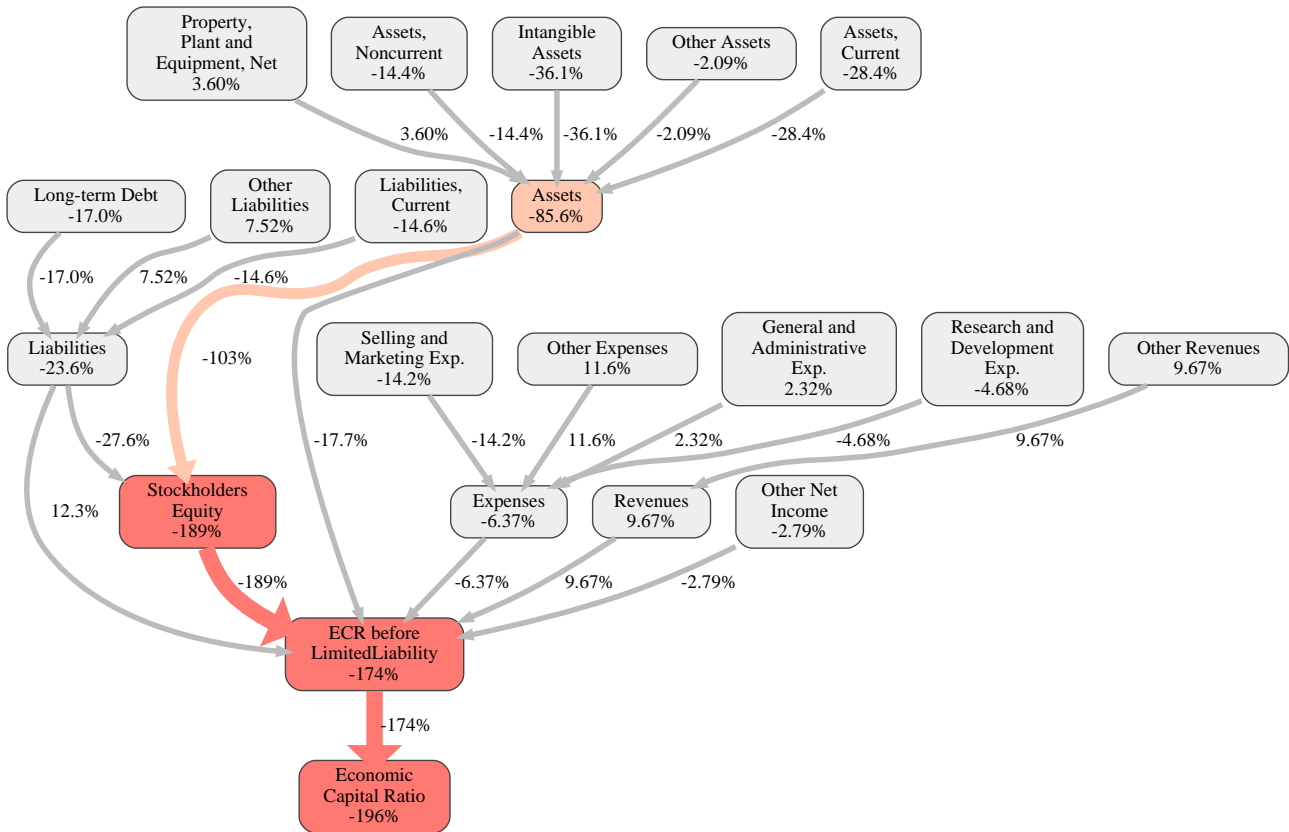 Property,
Plant and
Equipment, Net
3.60%
Assets,
Noncurrent
-14.4%
Intangible
Assets
-36.1%
Other Assets
-2.09%
Assets,
Current
-28.4%
3.60%
-14.4%
-36.1%
-2.09%
-28.4%
Long-term Debt
-17.0%
Other
Liabilities
7.52%
Liabilities,
Current
-14.6%
Assets
-85.6%
-17.0%
7.52%
-14.6%
Liabilities
-23.6%
-103%
Selling and
Marketing Exp.
-14.2%
Other Expenses
11.6%
General and
Administrative
Exp.
2.32%
Research and
Development
Exp.
-4.68%
Other Revenues
9.67%
-27.6%
-17.7%
-14.2%
11.6%
2.32%
-4.68%
9.67%
12.3%
Stockholders
Equity
-189%
Expenses
-6.37%
Revenues
9.67%
Other Net
Income
-2.79%
-189%
-6.37%
9.67%
-2.79%
ECR before
LimitedLiability
-174%
-174%
Economic
Capital Ratio
-196%